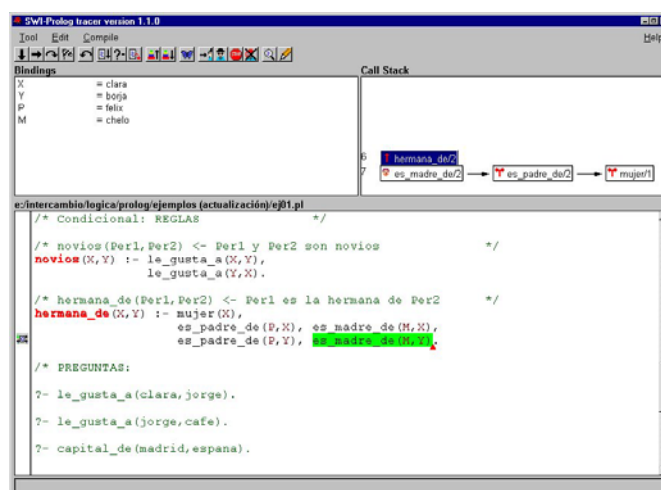 SWI-Prolog tracer version 1.1.0
Tool Edit Compile Help
Bindings
X = clara
Y = borja
P = felix
M = chelo
Call Stack
6 hermana_de/2
7 es_madre_de/2 es_padre_de/2 mujer/1
e:/intercambio/logica/prolog/ejemplos (actualización)/ej01.pl
/* Condicional: REGLAS */
/* novios(Per1,Per2) <- Per1 y Per2 son novios */
novios(X,Y) :- le_gusta_a(X,Y),
le_gusta_a(Y,X).
/* hermana_de(Per1,Per2) <- Per1 es la hermana de Per2 */
hermana_de(X,Y) :- mujer(X),
es_padre_de(P,X), es_madre_de(M,X),
es_padre_de(P,Y), es_madre_de(M,Y).
/* PREGUNTAS:
?- le_gusta_a(clara,jorge).
?- le_gusta_a(jorge,cafe).
?- capital_de(madrid,espana).